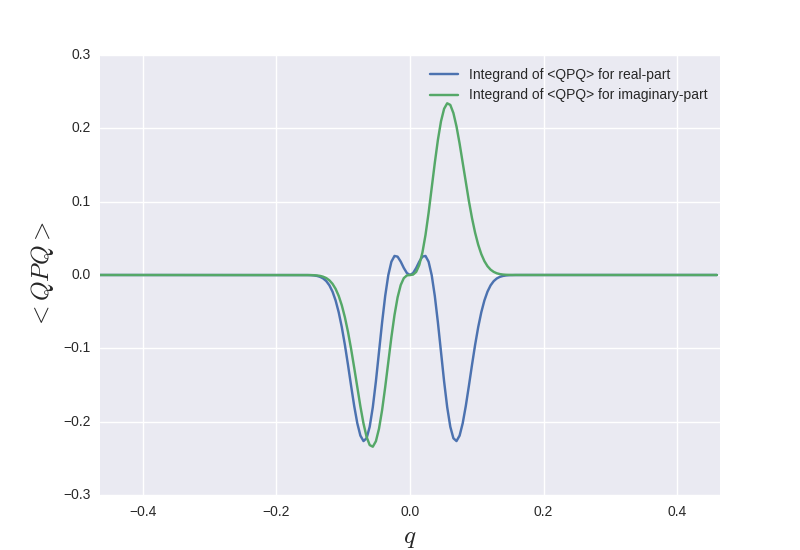 0.3
0.2
0.1
0.0
−0.1
−0.2
−0.3
< QPQ >
Integrand of <QPQ> for real-part
Integrand of <QPQ> for imaginary-part
−0.4 −0.2 0.0 0.2 0.4
q